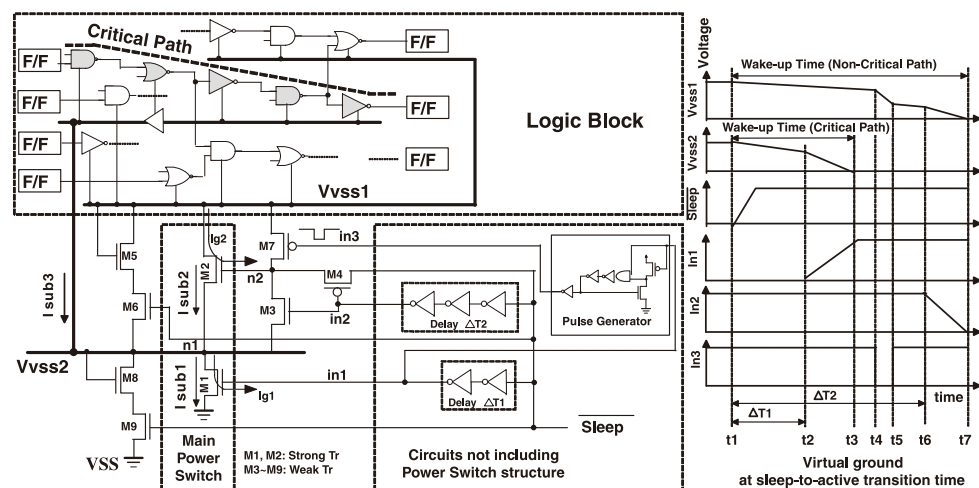 Critical Path
F/F
F/F
F/F
F/F
F/F
F/F
F/F
F/F
Logic Block
Vvss1
M5
M6
I sub3
Ig2
M2
I sub2
M7
in3
n2
M4
M3
in2
Delay ΔT2
Pulse Generator
n1
Vvss2
M8
M9
VSS
I sub1
M1
Ig1
in1
Delay ΔT1
Sleep
Main
Power
Switch
M1, M2: Strong Tr
M3~M9: Weak Tr
Circuits not including
Power Switch structure
Voltage
Wake-up Time (Non-Critical Path)
Vvss1
Wake-up Time (Critical Path)
Vvss2
Sleep
In1
In2
In3
ΔT2
time
ΔT1
t1 t2 t3 t4 t5 t6 t7
Virtual ground
at sleep-to-active transition time